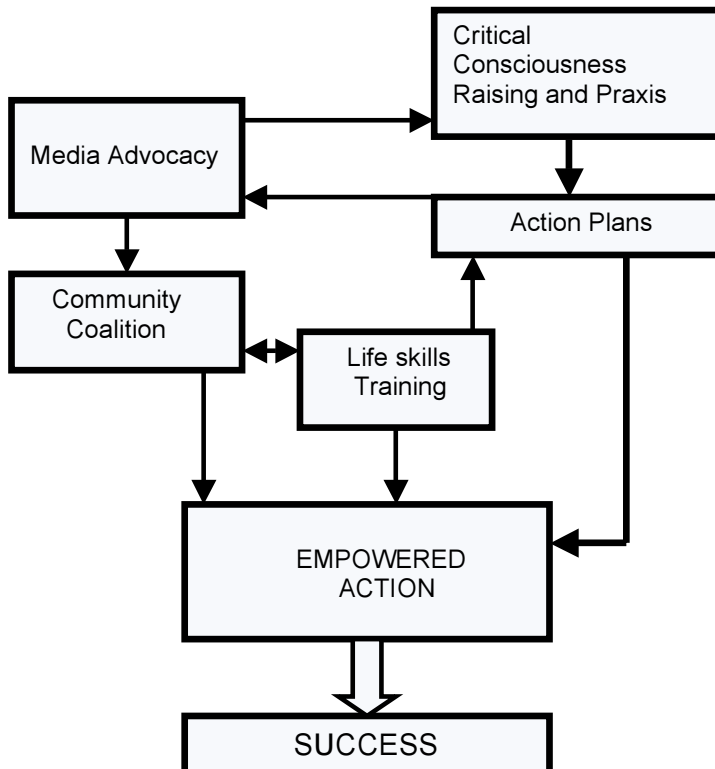 Critical
Consciousness
Raising and Praxis
Media Advocacy
Action Plans
Community
Coalition
Life skills
Training
EMPOWERED
ACTION
SUCCESS